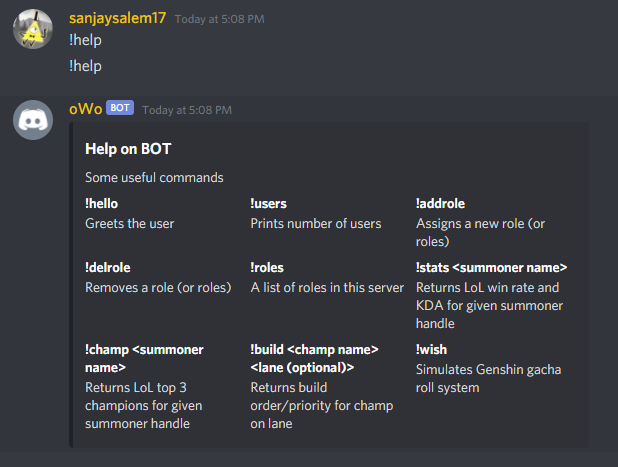 sanjaysalem17 Today at 5:08 PM
!help
!help
oWo BOT Today at 5:08 PM
Help on BOT
Some useful commands
!hello
Greets the user
!users
Prints number of users
!addrole
Assigns a new role (or
roles)
!delrole
Removes a role (or roles)
!roles
A list of roles in this server
!stats <summoner name>
Returns LoL win rate and
KDA for given summoner
handle
!champ <summoner
name>
Returns LoL top 3
champions for given
summoner handle
!build <champ name>
<lane (optional)>
Returns build
order/priority for champ
on lane
!wish
Simulates Genshin gacha
roll system